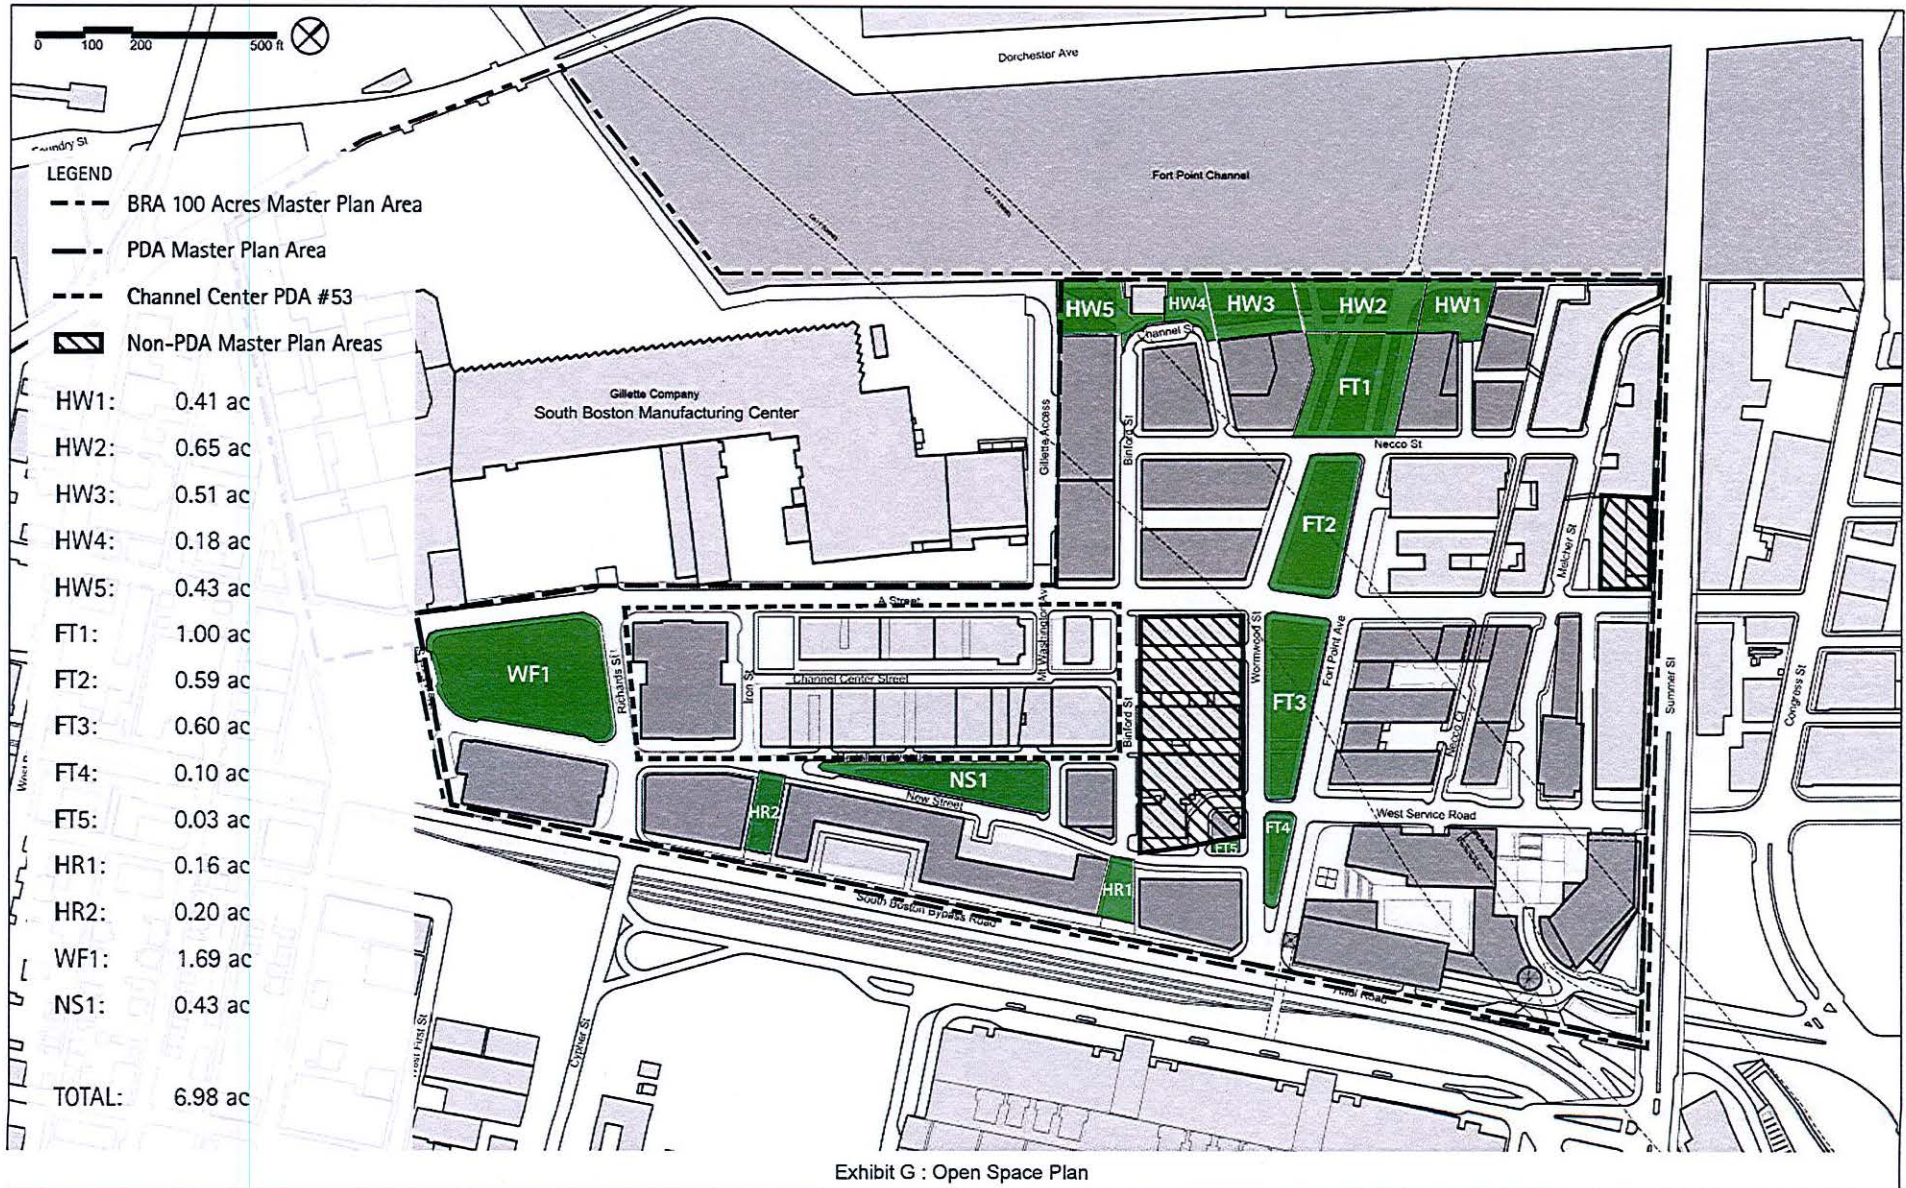 0 100 200 500 ft
Dorchester Ave
Foundry St
Fort Point Channel
LEGEND
BRA 100 Acres Master Plan Area
PDA Master Plan Area
Channel Center PDA #53
Non-PDA Master Plan Areas
HW1: 0.41 ac
HW2: 0.65 ac
HW3: 0.51 ac
HW4: 0.18 ac
HW5: 0.43 ac
FT1: 1.00 ac
FT2: 0.59 ac
FT3: 0.60 ac
FT4: 0.10 ac
FT5: 0.03 ac
HR1: 0.16 ac
HR2: 0.20 ac
WF1: 1.69 ac
NS1: 0.43 ac
TOTAL: 6.98 ac
HW5
HW4
HW3
HW2
HW1
Channel St
Gillette Company
South Boston Manufacturing Center
FT1
Gillette Access
Binford St
Necco St
FT2
Melcher St
A Street
Mt Washington Ave
Wormwood St
Fort Point Ave
WF1
Richards St
Iron St
Channel Center Street
Binford St
FT3
Necco Ct
Summer St
Congress St
NS1
New Street
HR2
West Service Road
FT4
FT5
HR1
South Boston Bypass Road
Haul Road
West First St
Cypher St
Exhibit G : Open Space Plan